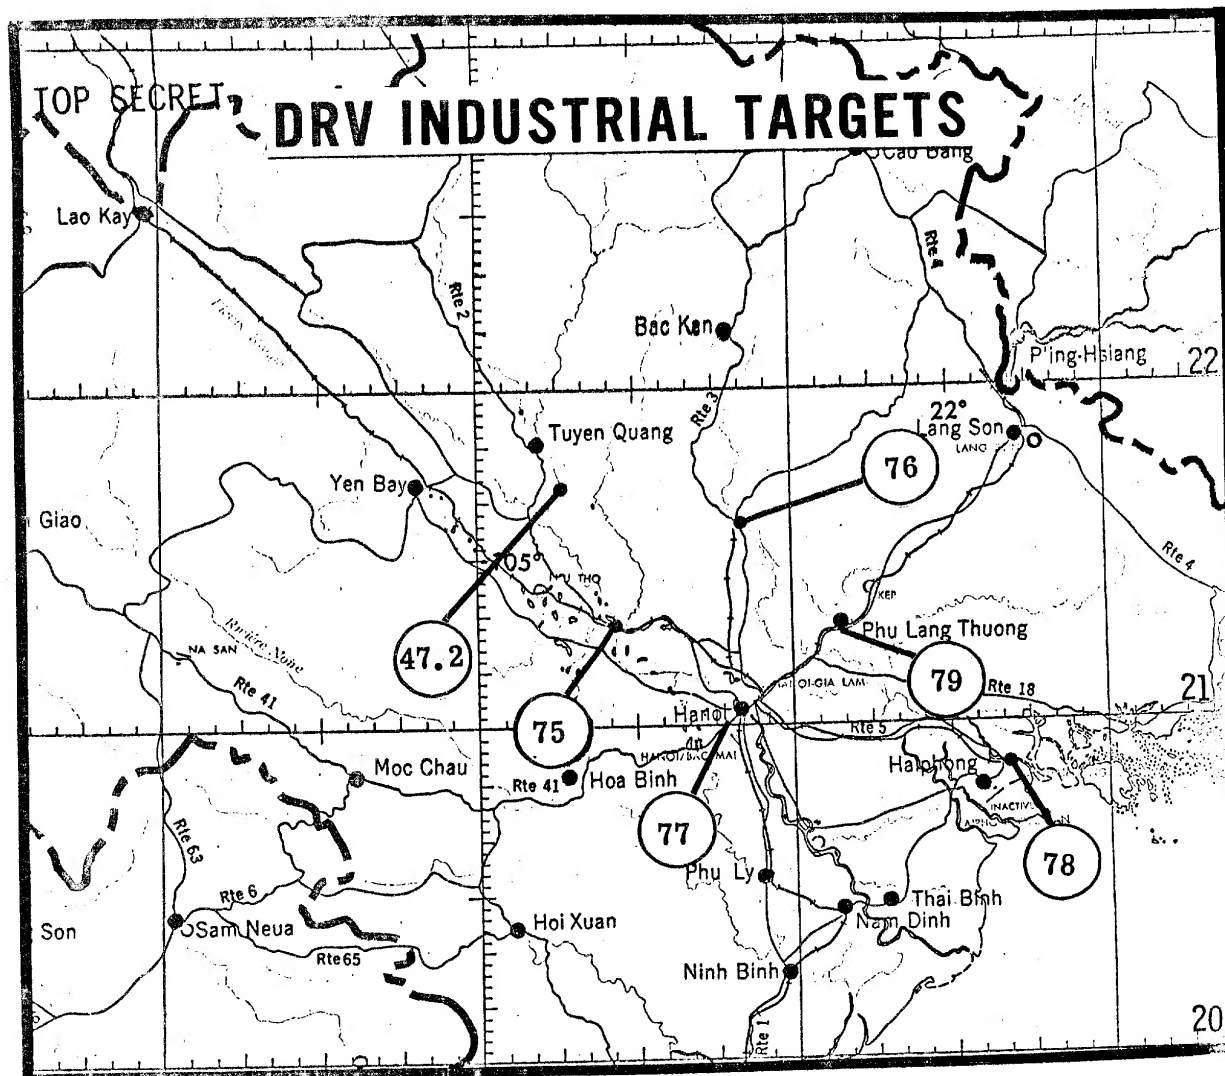 TOP SECRET
DRV INDUSTRIAL TARGETS
Cao Bang
Lao Kay
Rte 4
Rte 2
Bac Kan
P'ing-Hsiang
22
Rte 3
22°
Tuyen Quang
Lang Son
LANG
76
Yen Bay
Giao
Rte 4
105°
KEP
Phu Lang Thuong
Rivière Noire
NA SAN
47.2
79
Rte 18
21
Rte 41
75
Hanoi
Rte 5
HANOI/BAC MAI
Moc Chau
Rte 41
Hoa Binh
Haiphong
INACTIV
77
78
Rte 63
Phu Ly
Rte 6
Thai Binh
Nam Dinh
Son
Sam Neua
Hoi Xuan
Rte 65
Ninh Binh
Rte 1
20